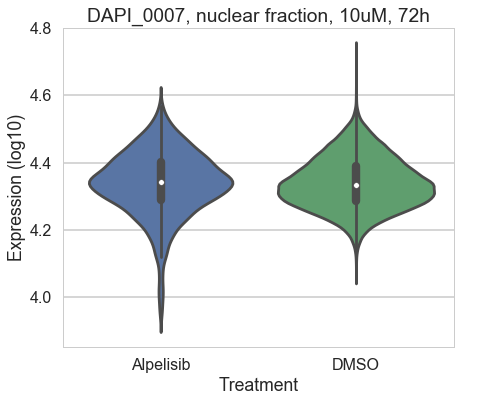 DAPI_0007, nuclear fraction, 10uM, 72h
Expression (log10)
4.8
4.6
4.4
4.2
4.0
Alpelisib DMSO
Treatment